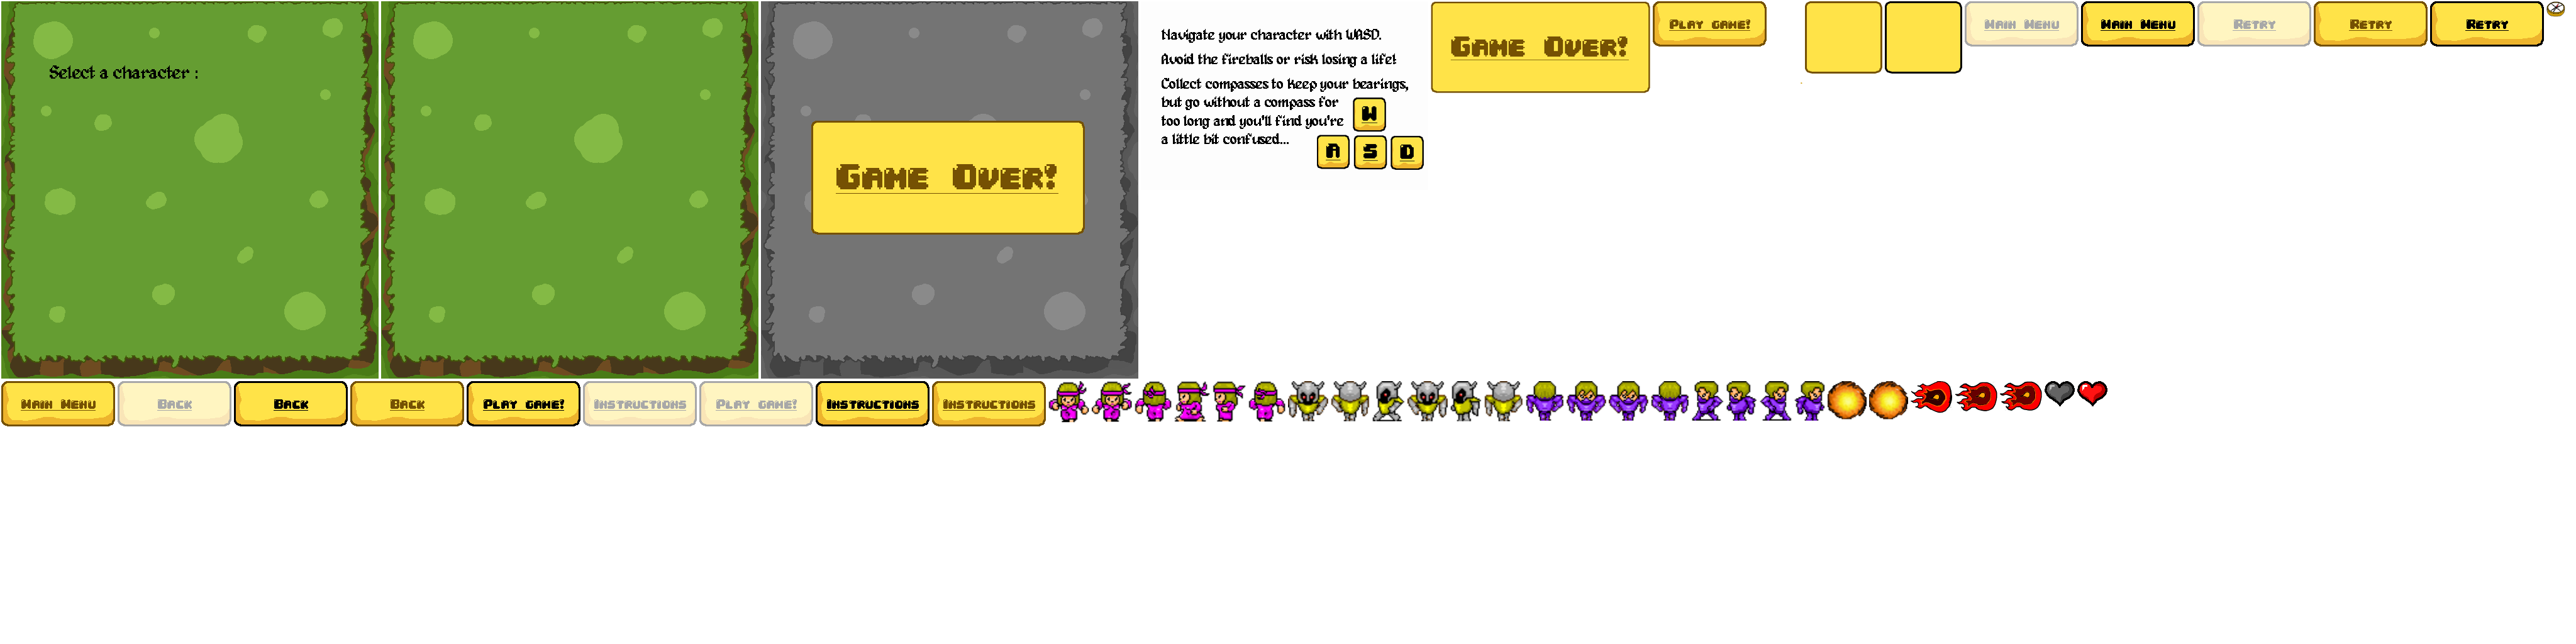 Select a character :
Game Over!
Navigate your character with WASD.
Avoid the fireballs or risk losing a life!
Collect compasses to keep your bearings,
but go without a compass for
too long and you'll find you're
a little bit confused...
W
A S D
Game Over!
Play game!
Main Menu
Main Menu
Retry
Retry
Retry
Main Menu
Back
Back
Back
Play game!
Instructions
Play game!
Instructions
Instructions